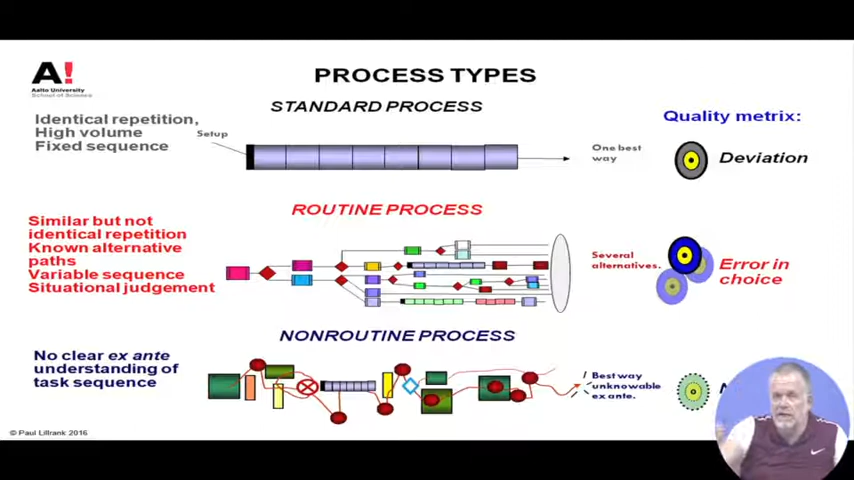 A!
Aalto University
School of Science
PROCESS TYPES
STANDARD PROCESS
Identical repetition,
High volume
Fixed sequence
Setup
One best
way
Quality metrix:
Deviation
ROUTINE PROCESS
Similar but not
identical repetition
Known alternative
paths
Variable sequence
Situational judgement
Several
alternatives.
Error in
choice
NONROUTINE PROCESS
No clear ex ante
understanding of
task sequence
Best way
unknowable
ex ante.
© Paul Lillrank 2016